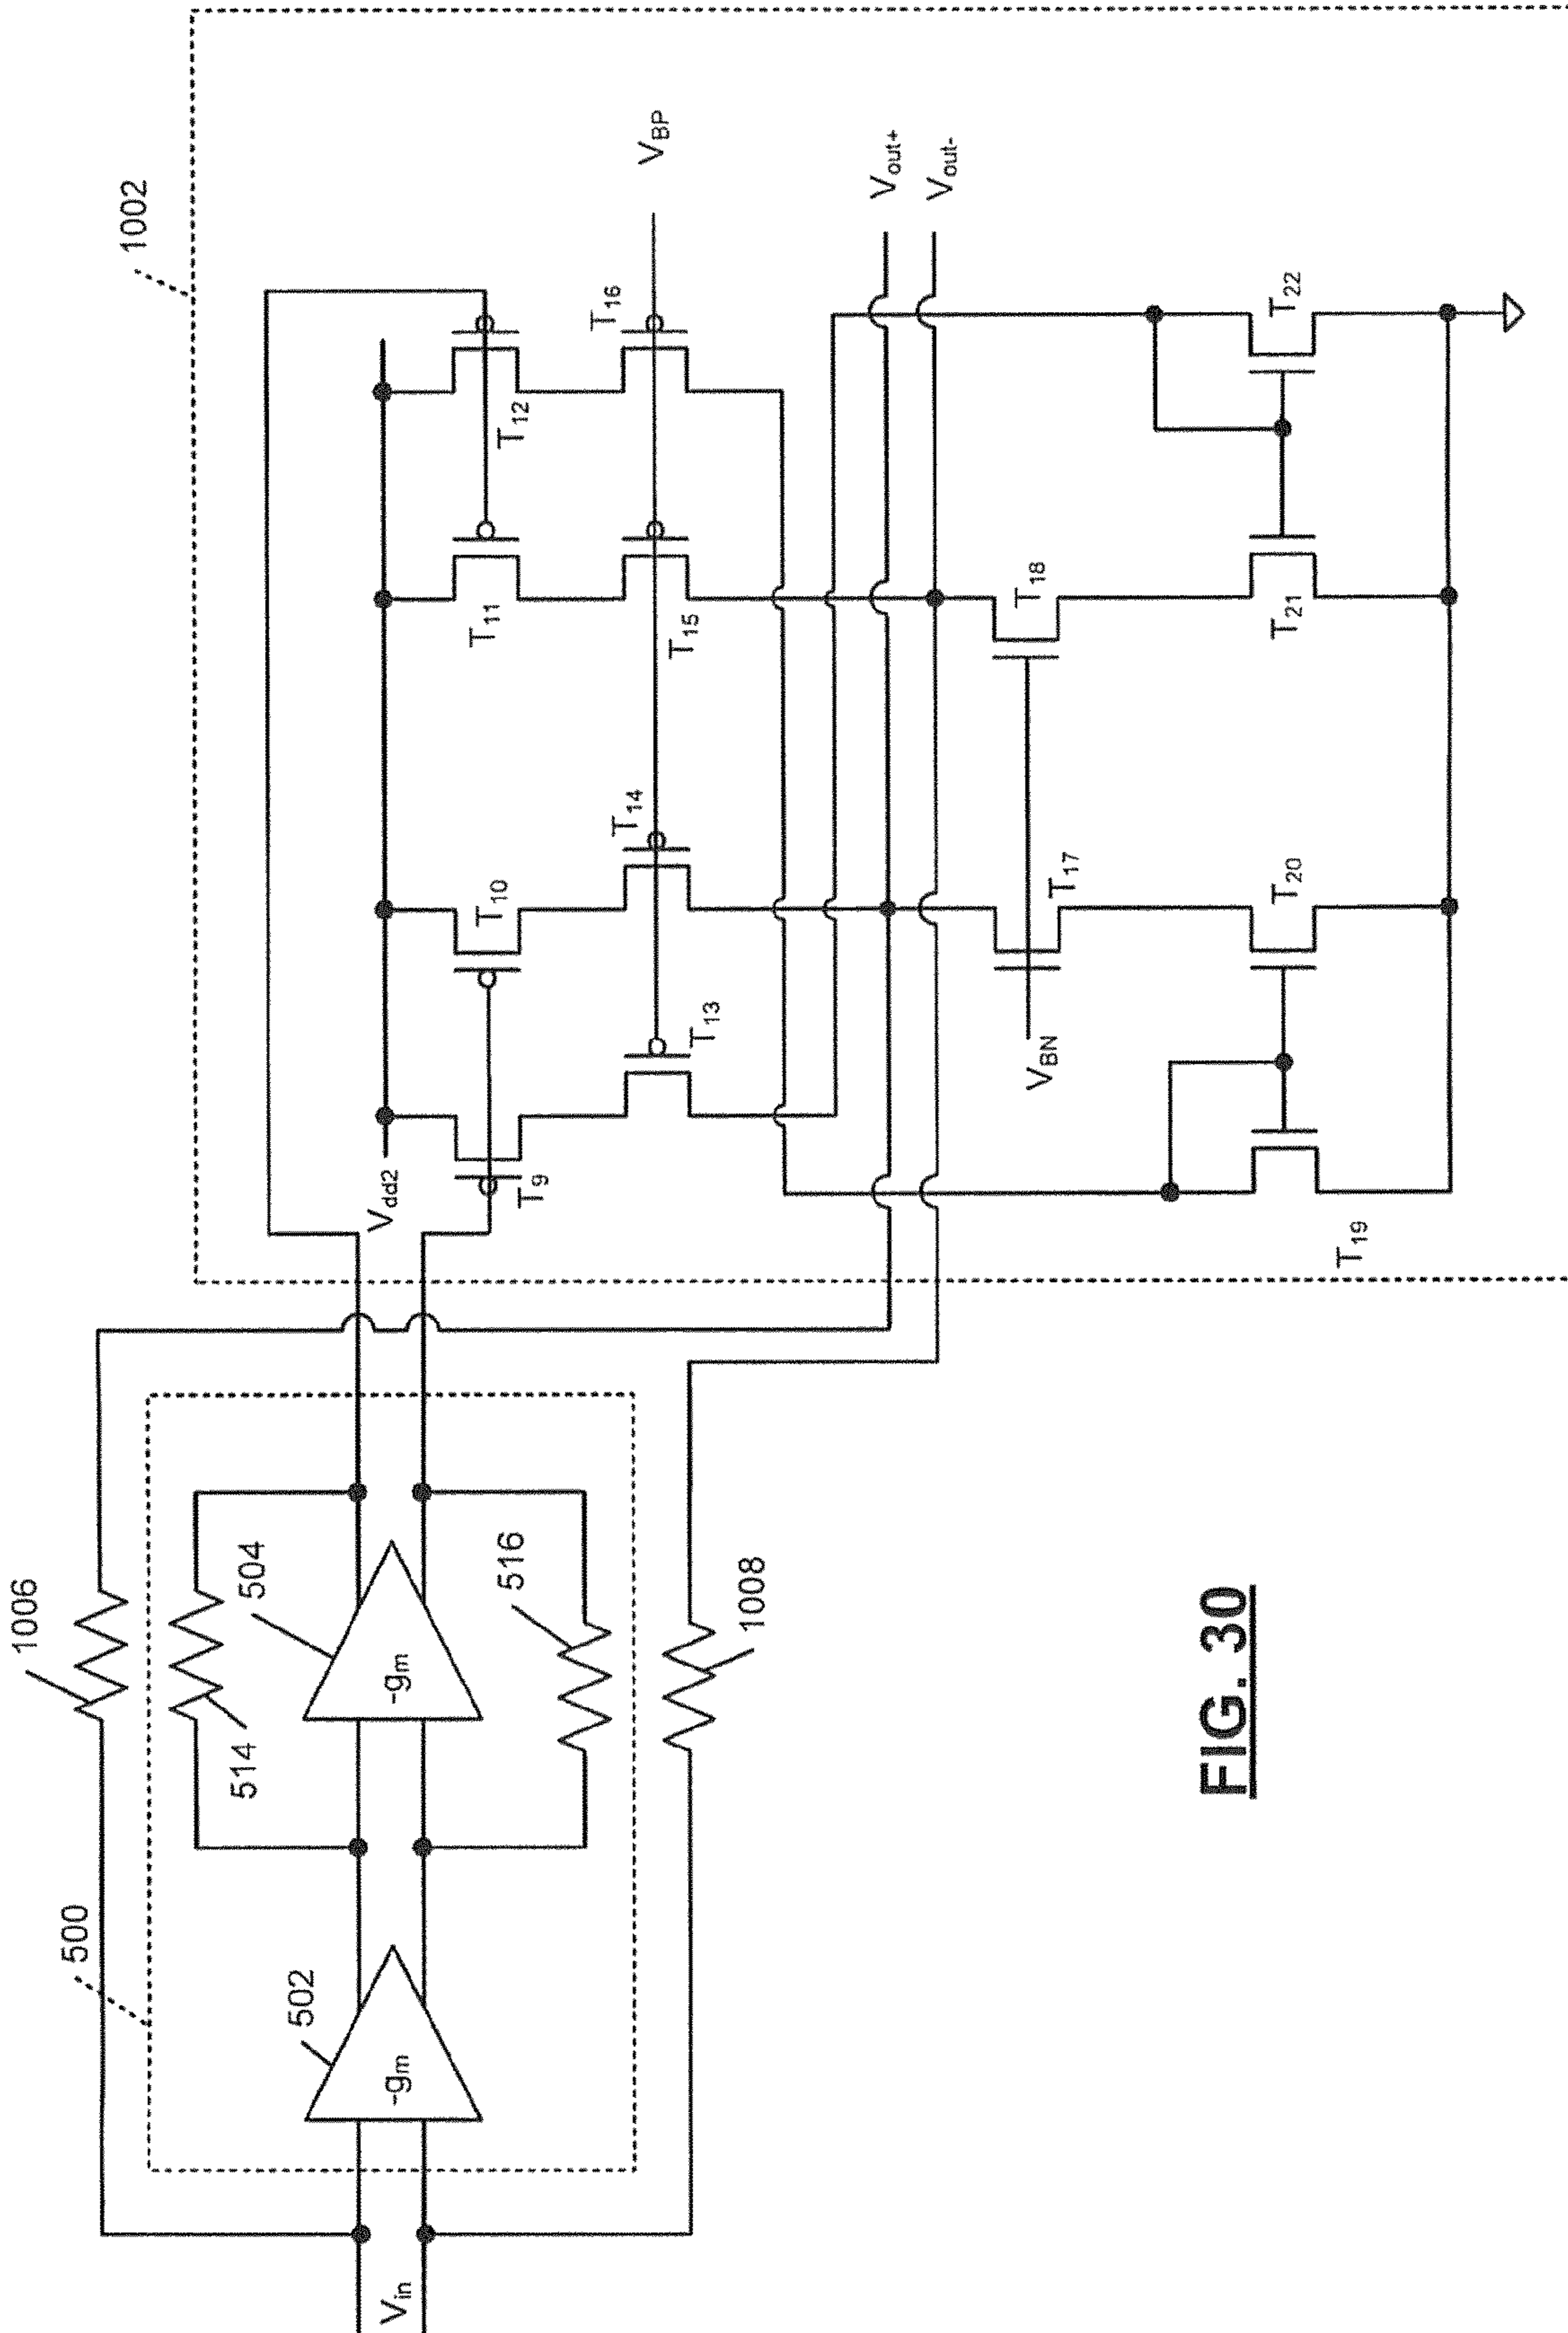 1002
V_dd2
T_9
T_10
T_11
T_12
T_13
T_14
T_15
T_16
V_BP
V_out+
V_out-
V_BN
T_17
T_18
T_19
T_20
T_21
T_22
1006
500
514
504
502
-g_m
-g_m
516
1008
V_in
FIG. 30